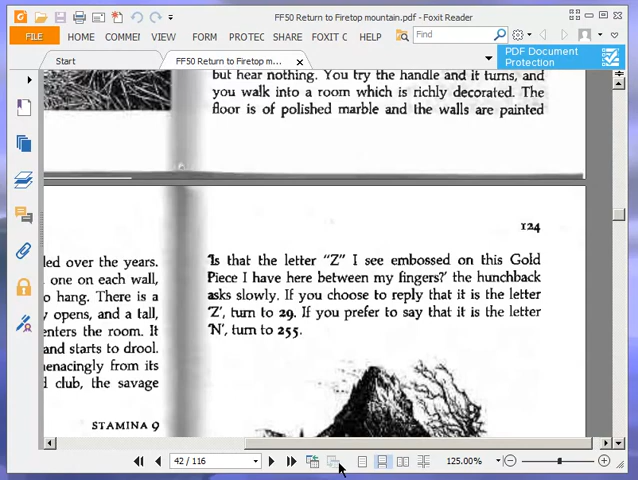 FF50 Return to Firetop mountain.pdf - Foxit Reader
FILE HOME COMMEI VIEW FORM PROTEC SHARE FOXIT C HELP Find
Start FF50 Return to Firetop m... PDF Document Protection
but hear nothing. You try the handle and it turns, and
you walk into a room which is richly decorated. The
floor is of polished marble and the walls are painted
124
led over the years.
one on each wall,
o hang. There is a
y opens, and a tall,
enters the room. It
and starts to drool.
nenacingly from its
d club, the savage
STAMINA 9
'Is that the letter "Z" I see embossed on this Gold
Piece I have here between my fingers?' the hunchback
asks slowly. If you choose to reply that it is the letter
'Z', turn to 29. If you prefer to say that it is the letter
'N', turn to 255.
42 / 116 125.00%